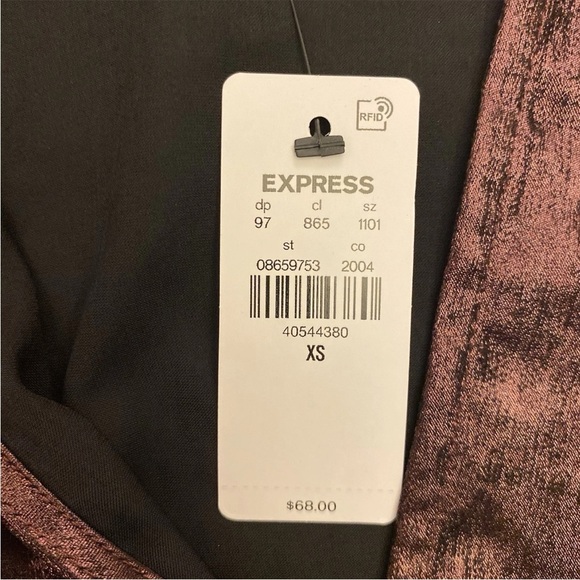 RFID
EXPRESS
dp cl sz
97 865 1101
st co
08659753 2004
40544380
XS
$68.00